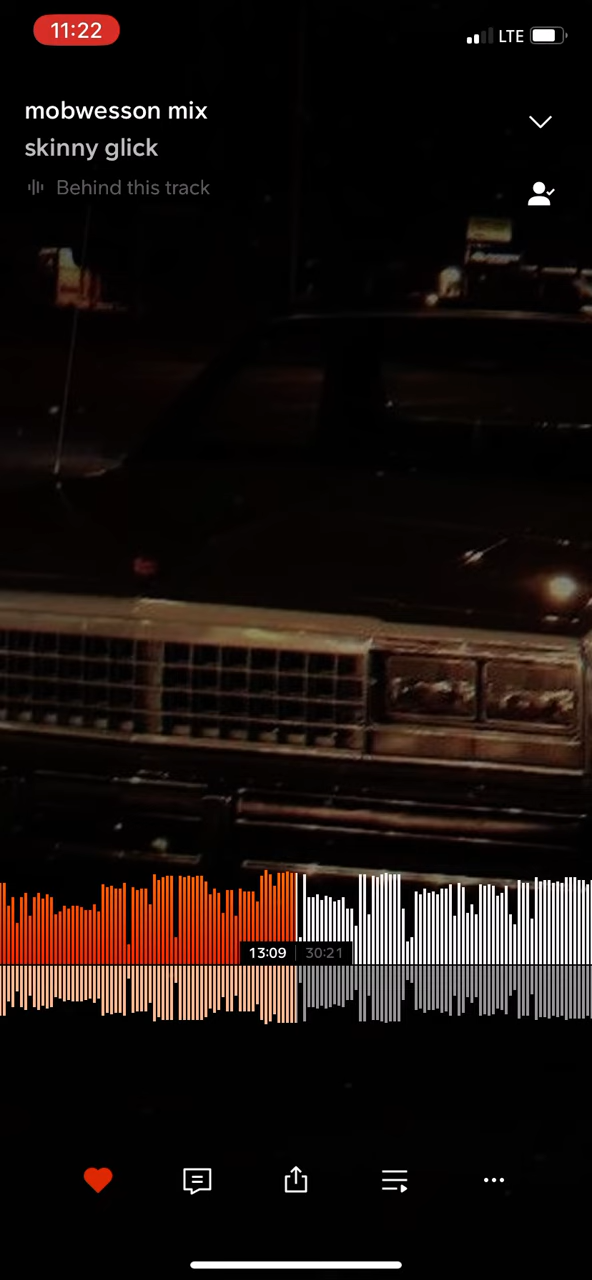 11:22
LTE
mobwesson mix
skinny glick
Behind this track
13:09 | 30:21